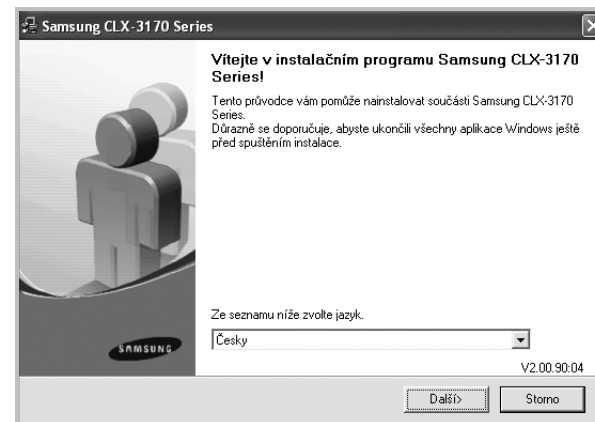 Samsung CLX-3170 Series
Vítejte v instalačním programu Samsung CLX-3170
Series!
Tento průvodce vám pomůže nainstalovat součásti Samsung CLX-3170
Series.
Důrazně se doporučuje, abyste ukončili všechny aplikace Windows ještě
před spuštěním instalace.
Ze seznamu níže zvolte jazyk.
Česky
SAMSUNG
V2.00.90:04
Další>
Storno